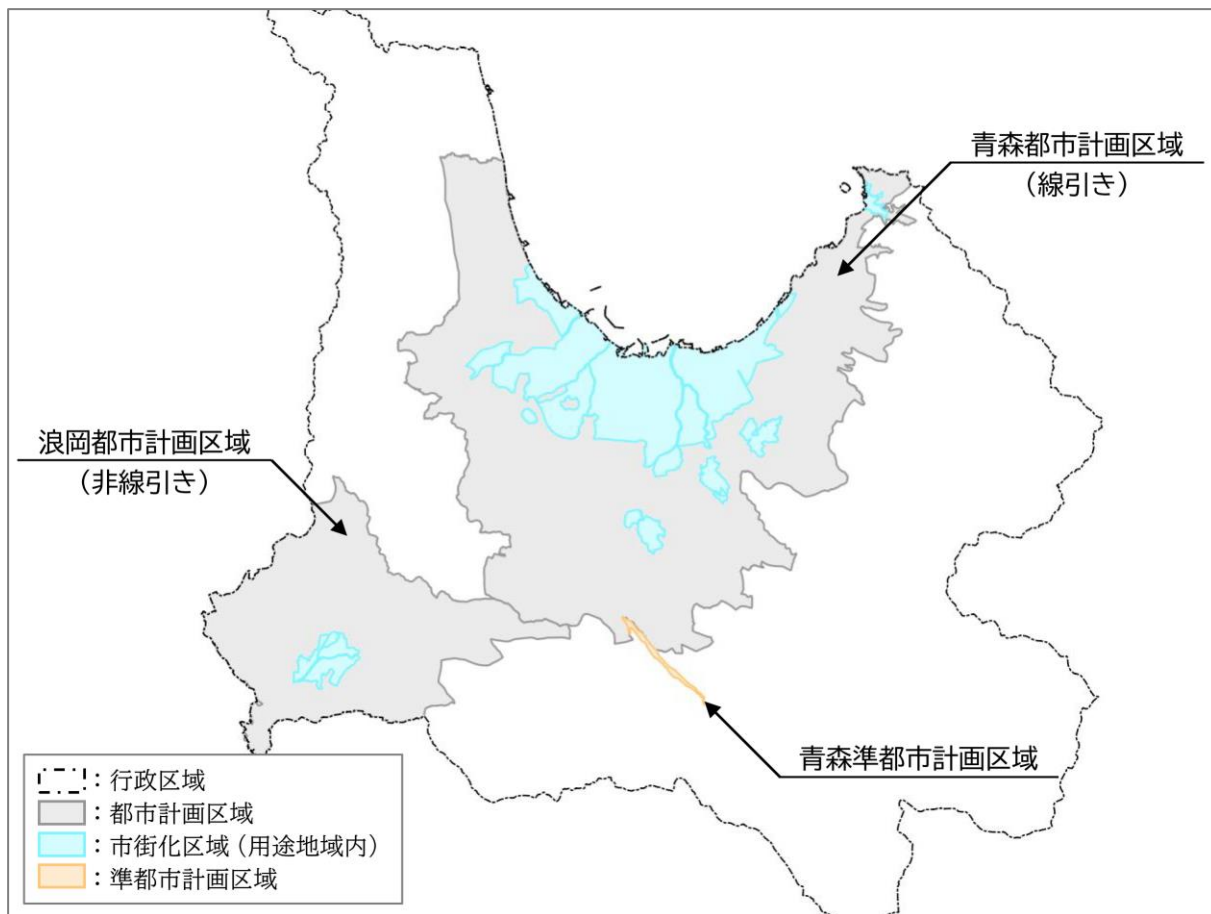 青森都市計画区域
（線引き）
浪岡都市計画区域
（非線引き）
青森準都市計画区域
：行政区域
：都市計画区域
：市街化区域（用途地域内）
：準都市計画区域